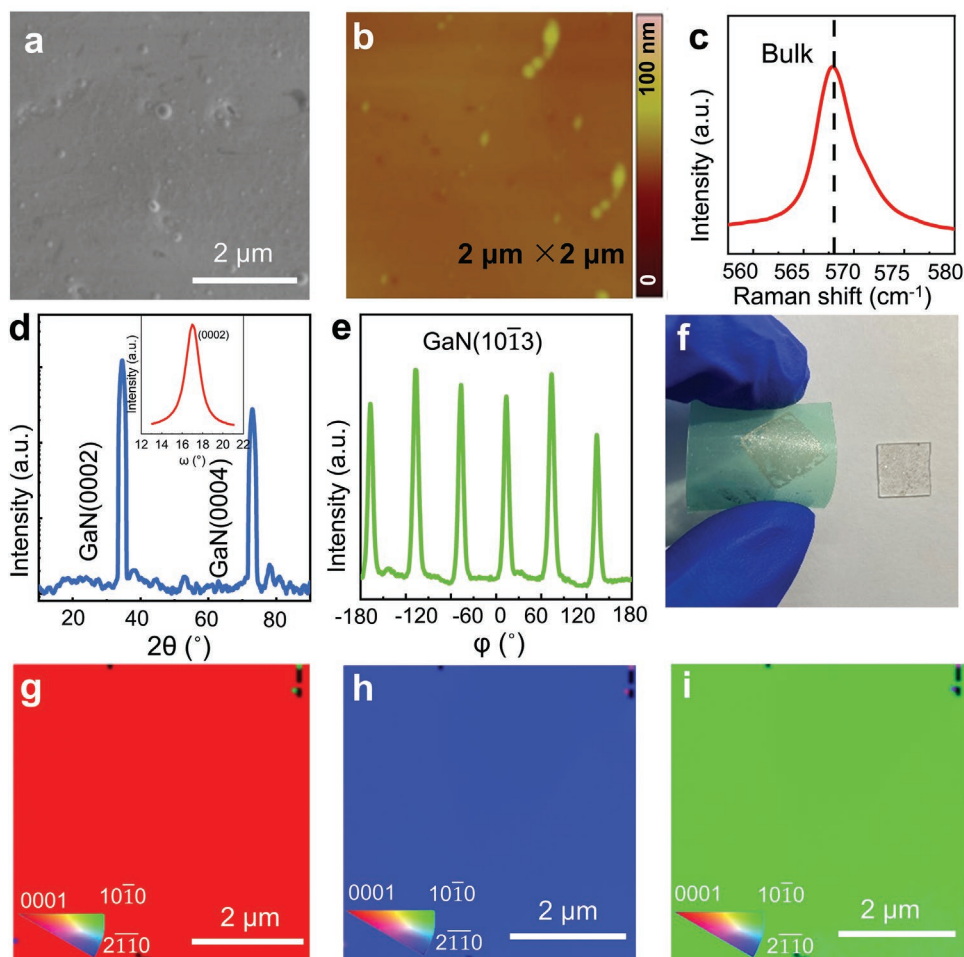 a
2 μm
b
100 nm
0
2 μm ×2 μm
c
Bulk
Intensity (a.u.)
560 565 570 575 580
Raman shift (cm⁻¹)
d
Intensity (a.u.)
GaN(0002)
GaN(0004)
20 40 60 80
2θ (°)
Intensity (a.u.)
(0002)
12 14 16 18 20 22
ω (°)
e
GaN(101̅3)
Intensity (a.u.)
-180 -120 -60 0 60 120 180
φ (°)
f
g
0001 101̅0
21̅1̅0
2 μm
h
0001 101̅0
21̅1̅0
2 μm
i
0001 101̅0
21̅1̅0
2 μm